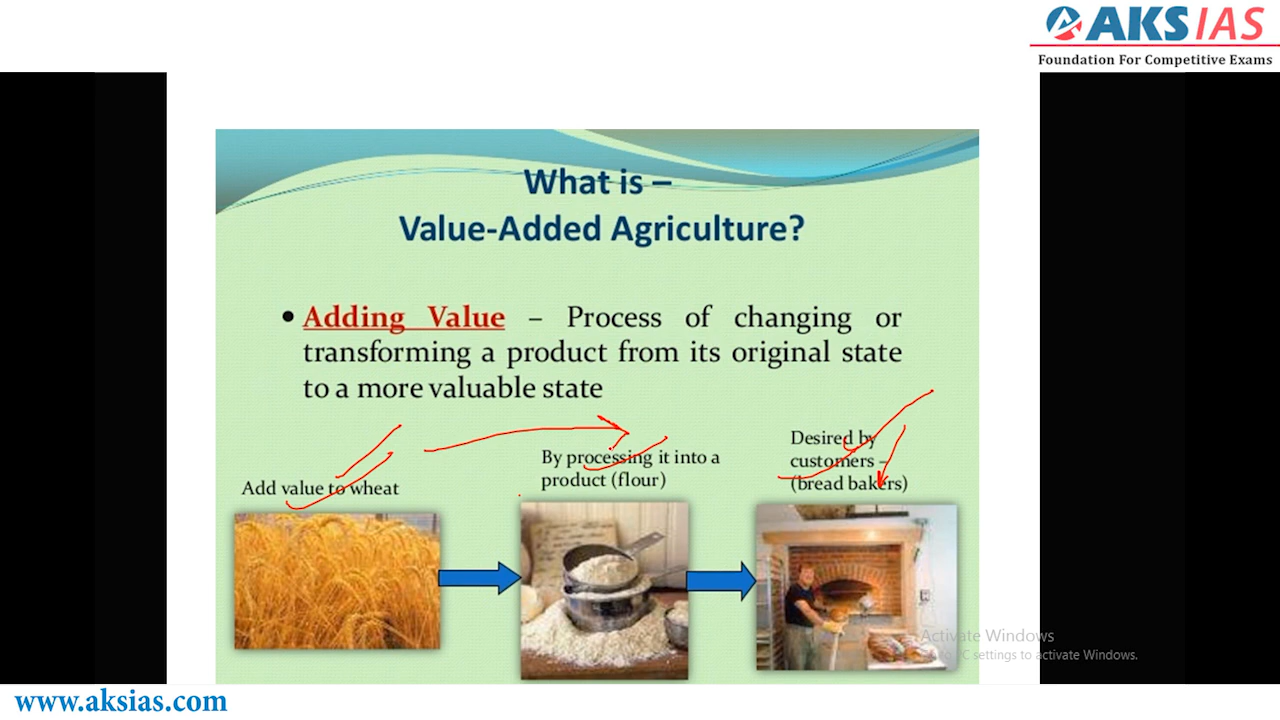 AKS IAS
Foundation For Competitive Exams
What is –
Value-Added Agriculture?
• Adding Value – Process of changing or
transforming a product from its original state
to a more valuable state
Add value to wheat
By processing it into a
product (flour)
Desired by
customers –
(bread bakers)
Activate Windows
PC settings to activate Windows.
www.aksias.com